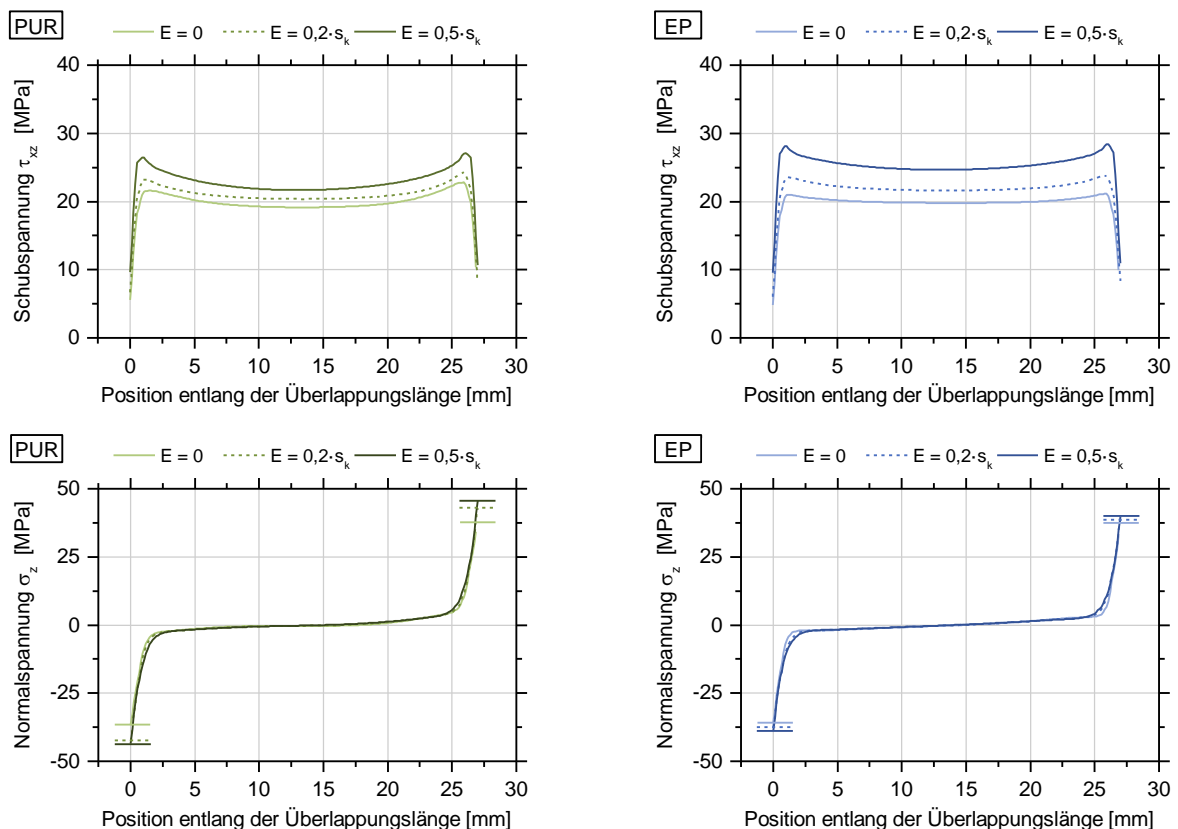 PUR
E = 0 E = 0,2·sk E = 0,5·sk
40
30
20
10
0
Schubspannung τxz [MPa]
0 5 10 15 20 25 30
Position entlang der Überlappungslänge [mm]
EP
E = 0 E = 0,2·sk E = 0,5·sk
40
30
20
10
0
Schubspannung τxz [MPa]
0 5 10 15 20 25 30
Position entlang der Überlappungslänge [mm]
PUR
E = 0 E = 0,2·sk E = 0,5·sk
50
25
0
-25
-50
Normalspannung σz [MPa]
0 5 10 15 20 25 30
Position entlang der Überlappungslänge [mm]
EP
E = 0 E = 0,2·sk E = 0,5·sk
50
25
0
-25
-50
Normalspannung σz [MPa]
0 5 10 15 20 25 30
Position entlang der Überlappungslänge [mm]